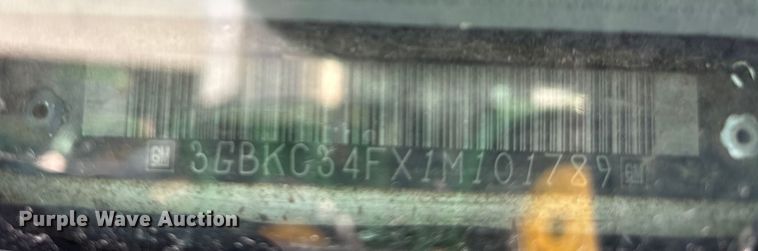 GM 3GBKC34FX1M101789 GM
Purple Wave Auction